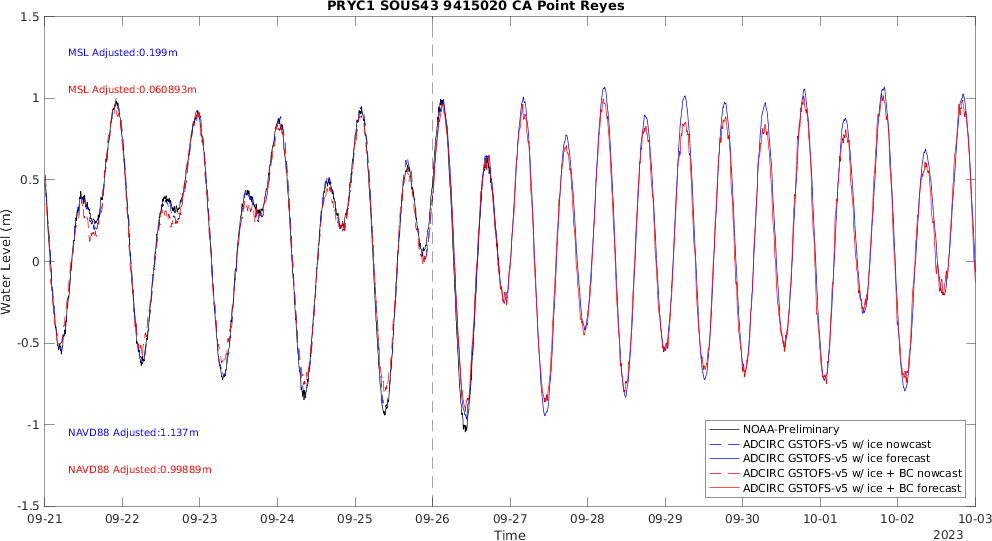 PRYC1 SOUS43 9415020 CA Point Reyes
1.5
MSL Adjusted:0.199m
MSL Adjusted:0.060893m
1
0.5
Water Level (m)
0
-0.5
-1
NAVD88 Adjusted:1.137m
NAVD88 Adjusted:0.99889m
NOAA-Preliminary
ADCIRC GSTOFS-v5 w/ ice nowcast
ADCIRC GSTOFS-v5 w/ ice forecast
ADCIRC GSTOFS-v5 w/ ice + BC nowcast
ADCIRC GSTOFS-v5 w/ ice + BC forecast
-1.5
09-21 09-22 09-23 09-24 09-25 09-26 09-27 09-28 09-29 09-30 10-01 10-02 10-03
Time
2023